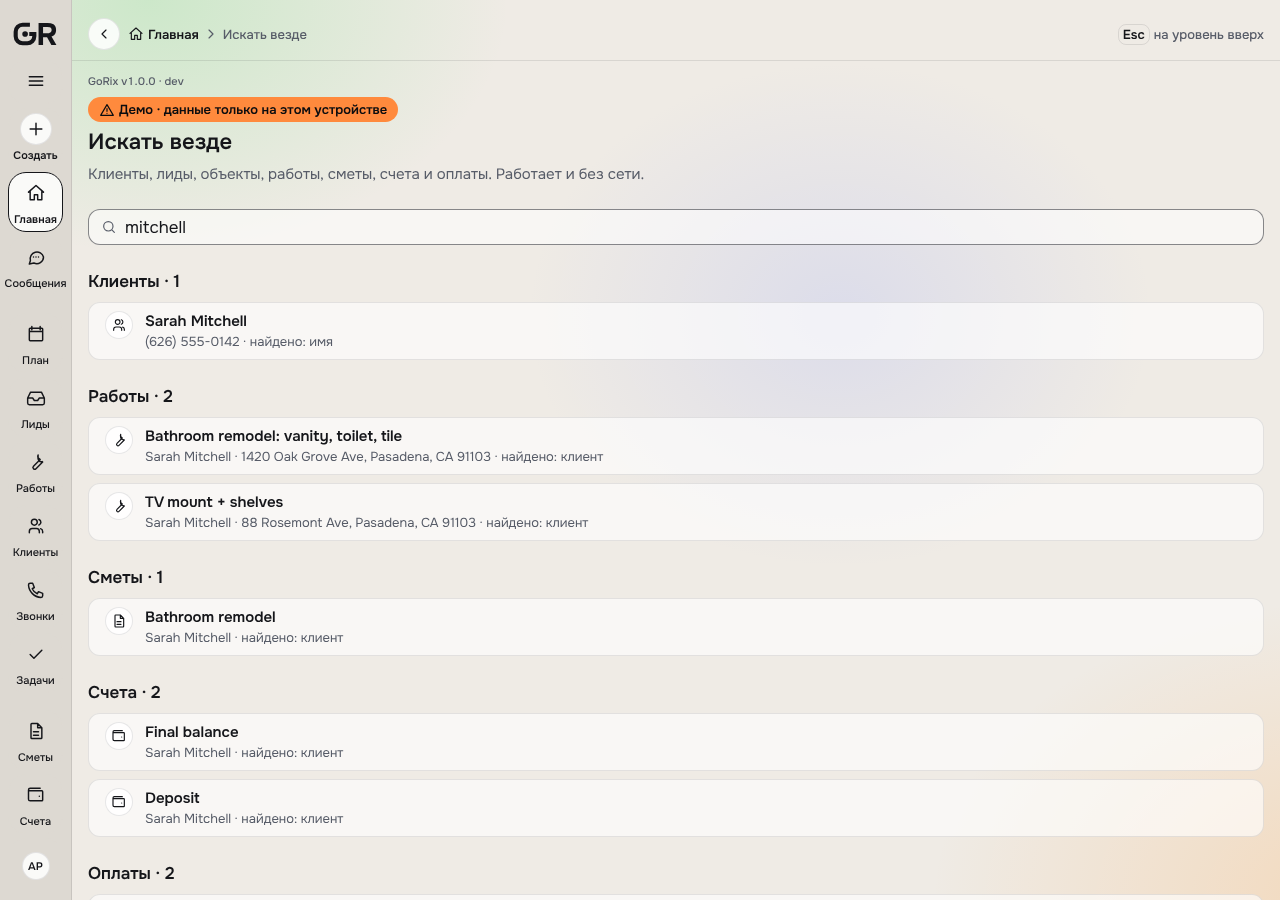 GR
Создать
Главная
Сообщения
План
Лиды
Работы
Клиенты
Звонки
Задачи
Сметы
Счета
AP
Главная
Искать везде
Esc на уровень вверх
GoRix v1.0.0 · dev
Демо · данные только на этом устройстве
Искать везде
Клиенты, лиды, объекты, работы, сметы, счета и оплаты. Работает и без сети.
mitchell
Клиенты · 1
Sarah Mitchell
(626) 555-0142 · найдено: имя
Работы · 2
Bathroom remodel: vanity, toilet, tile
Sarah Mitchell · 1420 Oak Grove Ave, Pasadena, CA 91103 · найдено: клиент
TV mount + shelves
Sarah Mitchell · 88 Rosemont Ave, Pasadena, CA 91103 · найдено: клиент
Сметы · 1
Bathroom remodel
Sarah Mitchell · найдено: клиент
Счета · 2
Final balance
Sarah Mitchell · найдено: клиент
Deposit
Sarah Mitchell · найдено: клиент
Оплаты · 2